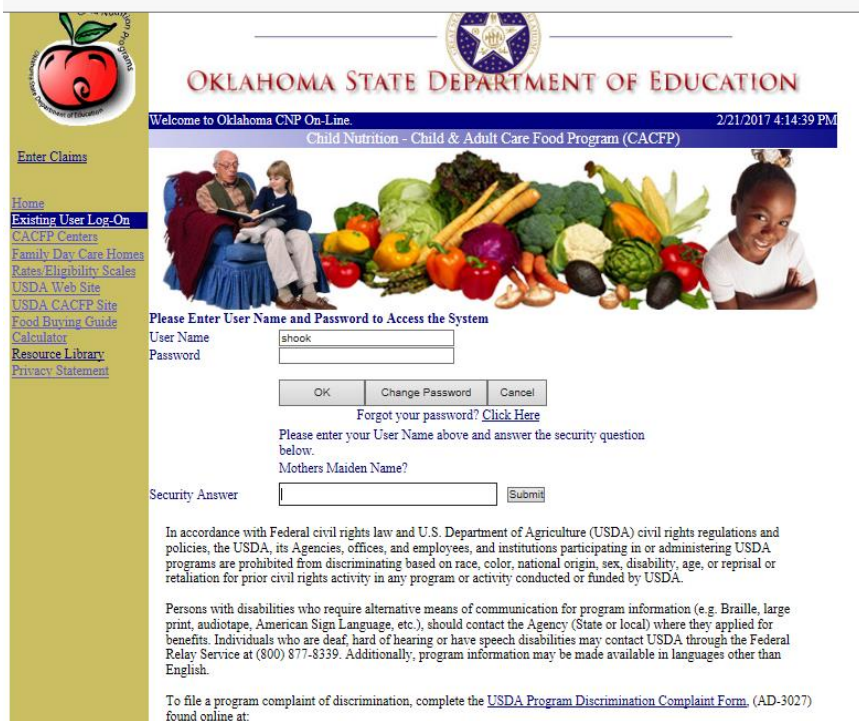 Child Nutrition Programs
Oklahoma State Department of Education
OKLAHOMA STATE DEPARTMENT OF EDUCATION
Welcome to Oklahoma CNP On-Line. 2/21/2017 4:14:39 PM
Child Nutrition - Child & Adult Care Food Program (CACFP)
Enter Claims
Home
Existing User Log-On
CACFP Centers
Family Day Care Homes
Rates/Eligibility Scales
USDA Web Site
USDA CACFP Site
Food Buying Guide
Calculator
Resource Library
Privacy Statement
Please Enter User Name and Password to Access the System
User Name shook
Password
OK Change Password Cancel
Forgot your password? Click Here
Please enter your User Name above and answer the security question
below.
Mothers Maiden Name?
Security Answer Submit
In accordance with Federal civil rights law and U.S. Department of Agriculture (USDA) civil rights regulations and
policies, the USDA, its Agencies, offices, and employees, and institutions participating in or administering USDA
programs are prohibited from discriminating based on race, color, national origin, sex, disability, age, or reprisal or
retaliation for prior civil rights activity in any program or activity conducted or funded by USDA.
Persons with disabilities who require alternative means of communication for program information (e.g. Braille, large
print, audiotape, American Sign Language, etc.), should contact the Agency (State or local) where they applied for
benefits. Individuals who are deaf, hard of hearing or have speech disabilities may contact USDA through the Federal
Relay Service at (800) 877-8339. Additionally, program information may be made available in languages other than
English.
To file a program complaint of discrimination, complete the USDA Program Discrimination Complaint Form, (AD-3027)
found online at: